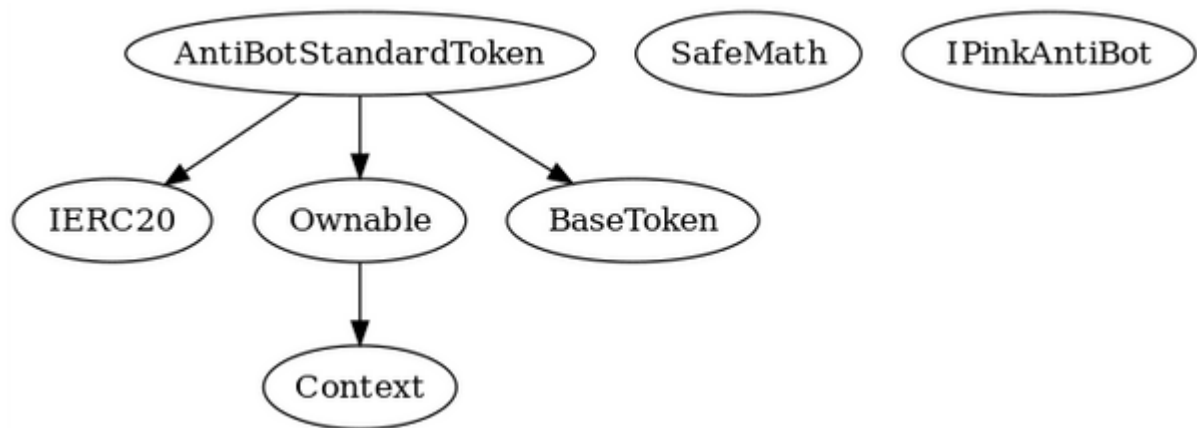 AntiBotStandardToken
SafeMath
IPinkAntiBot
IERC20
Ownable
BaseToken
Context